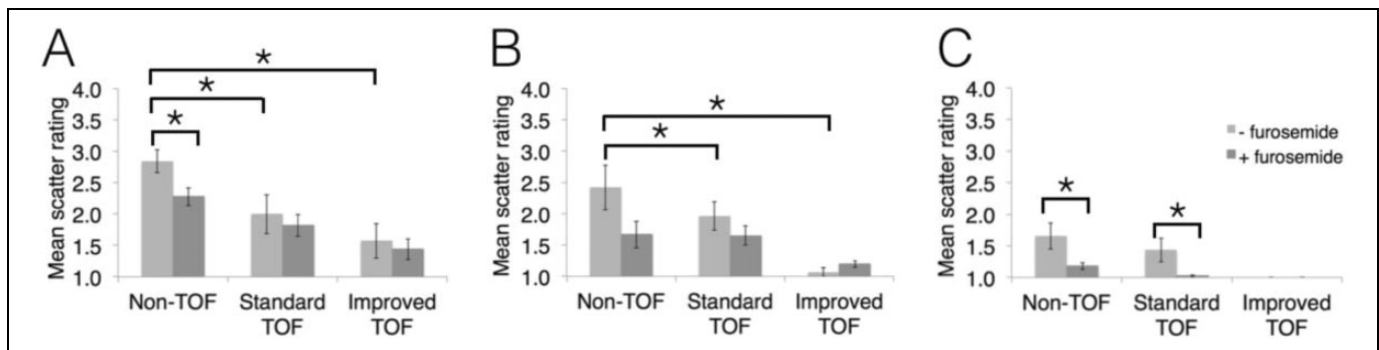 A
Mean scatter rating
4.0
3.5
3.0
2.5
2.0
1.5
1.0
*
*
*
Non-TOF Standard TOF Improved TOF
B
Mean scatter rating
4.0
3.5
3.0
2.5
2.0
1.5
1.0
*
*
Non-TOF Standard TOF Improved TOF
C
Mean scatter rating
4.0
3.5
3.0
2.5
2.0
1.5
1.0
- furosemide
+ furosemide
*
*
Non-TOF Standard TOF Improved TOF